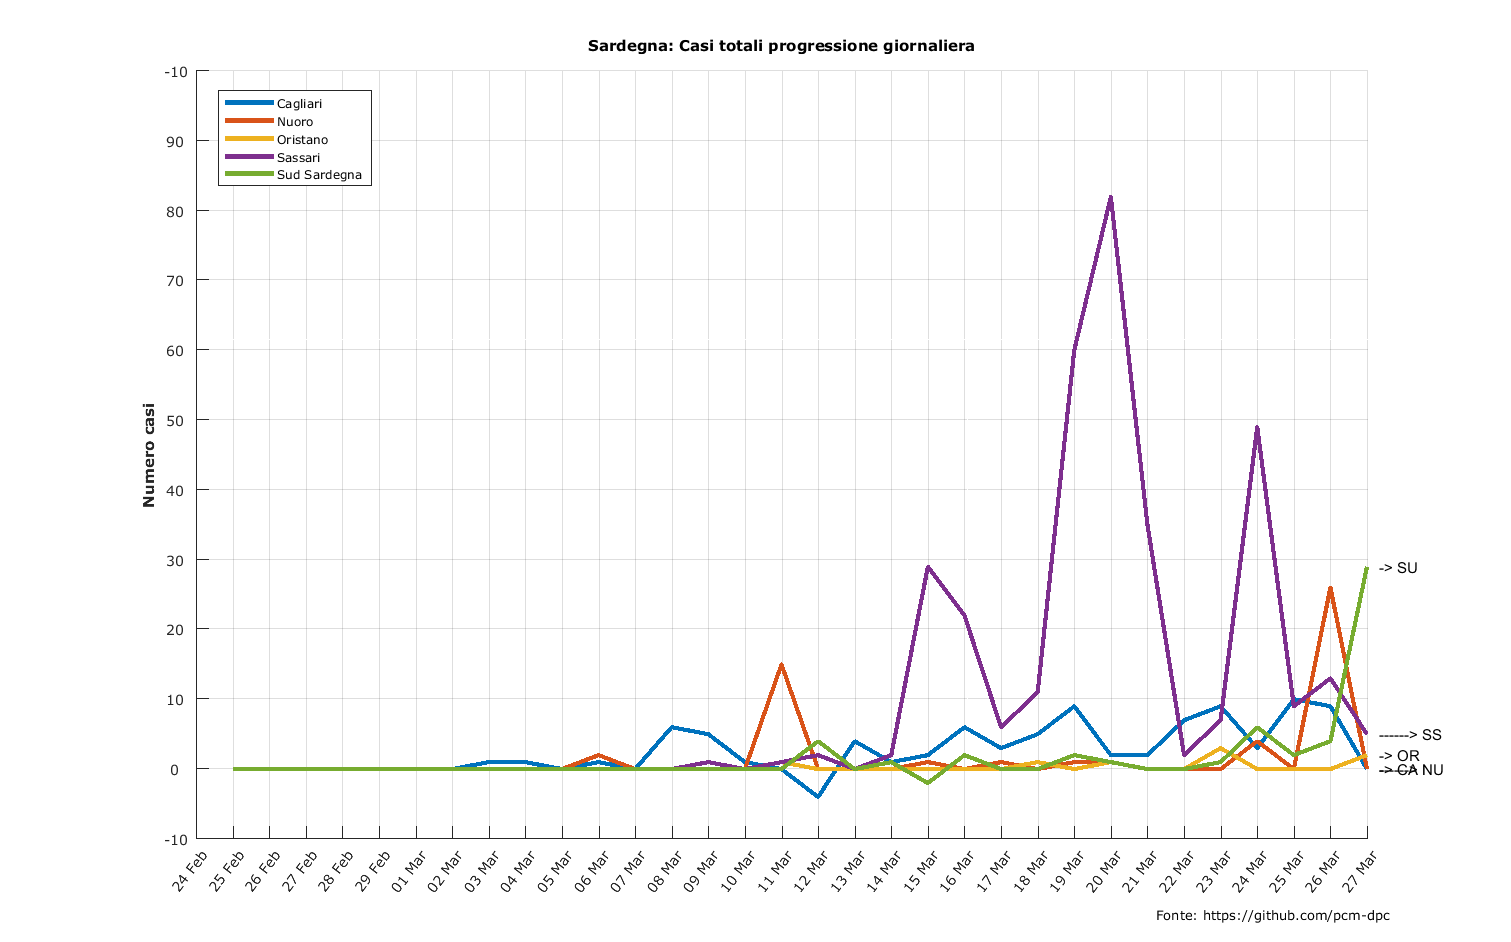 Sardegna: Casi totali progressione giornaliera
-10
90
80
70
60
50
40
30
20
10
0
-10
Numero casi
Cagliari
Nuoro
Oristano
Sassari
Sud Sardegna
-> SU
------> SS
-> OR
-> CA
------> NU
24 Feb
25 Feb
26 Feb
27 Feb
28 Feb
29 Feb
01 Mar
02 Mar
03 Mar
04 Mar
05 Mar
06 Mar
07 Mar
08 Mar
09 Mar
10 Mar
11 Mar
12 Mar
13 Mar
14 Mar
15 Mar
16 Mar
17 Mar
18 Mar
19 Mar
20 Mar
21 Mar
22 Mar
23 Mar
24 Mar
25 Mar
26 Mar
27 Mar
Fonte: https://github.com/pcm-dpc